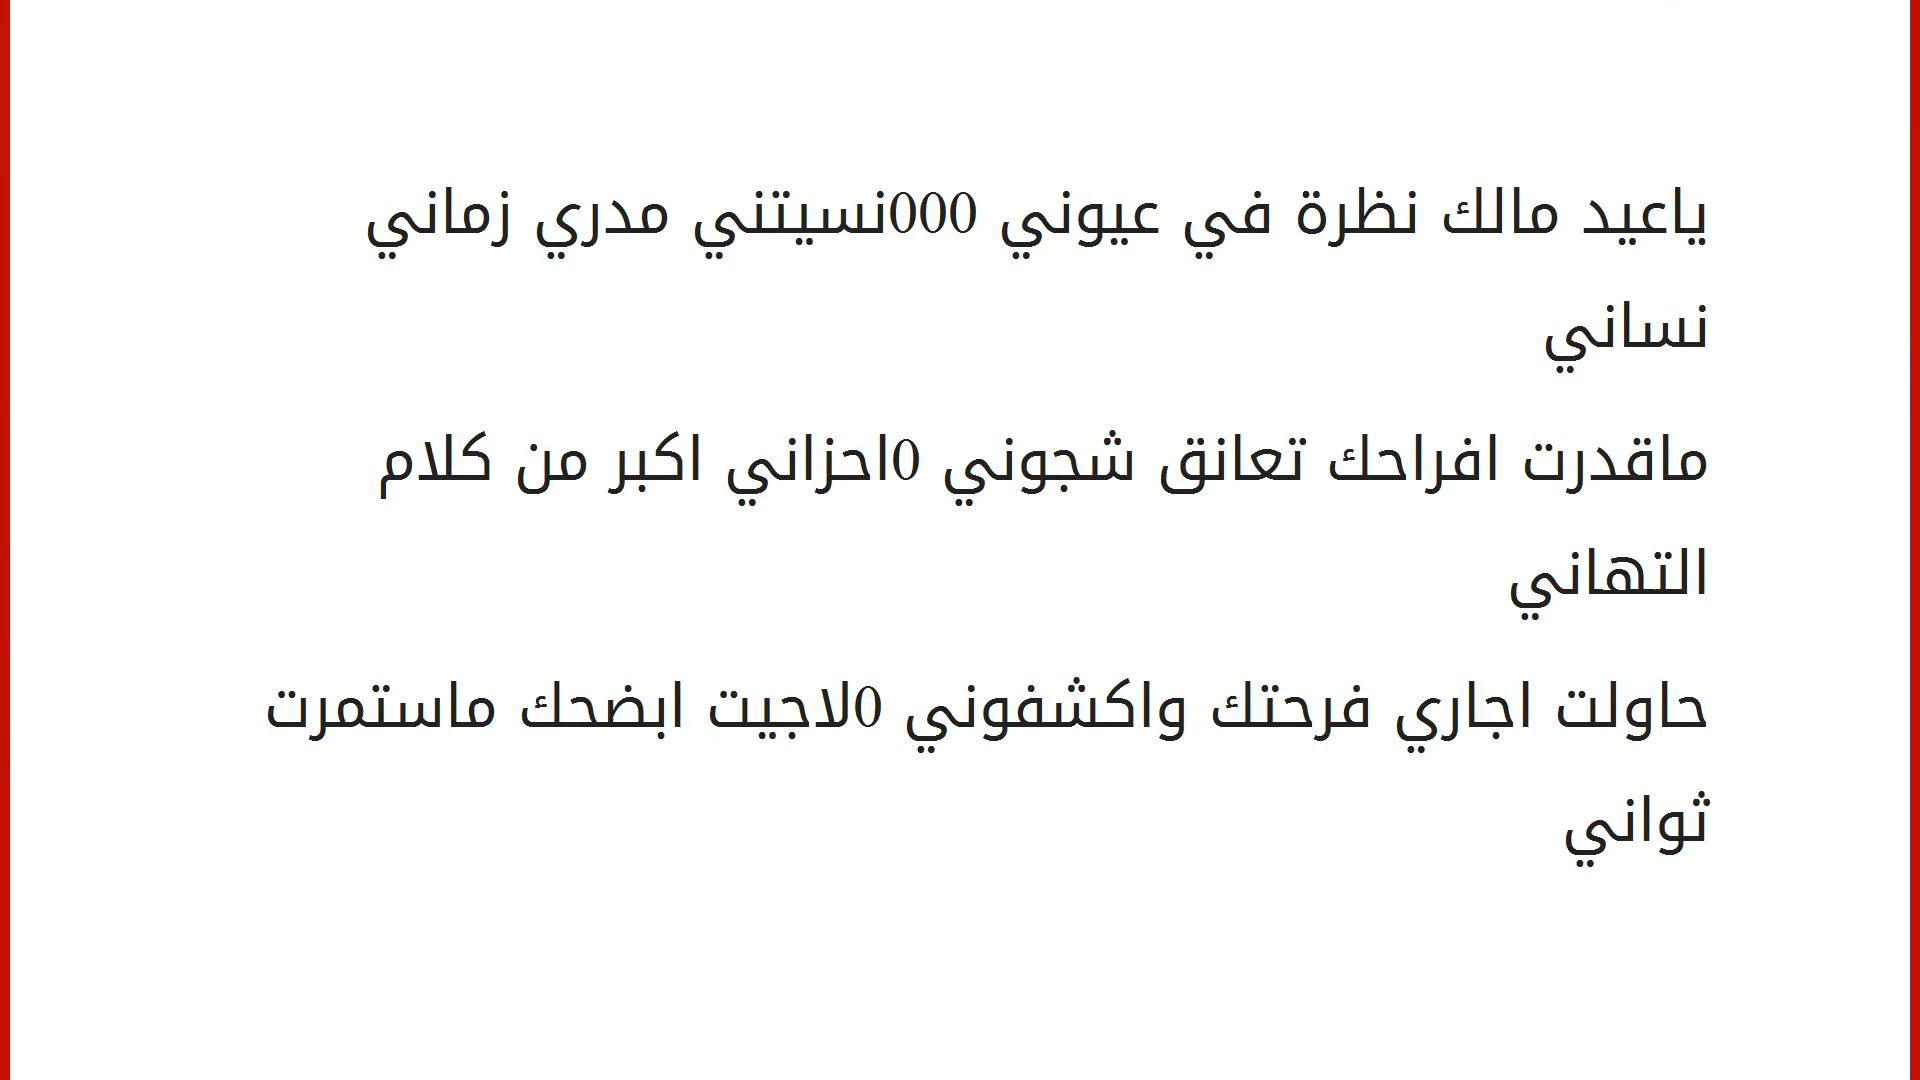 ياعيد مالك نظرة في عيوني 000نسيتني مدري زماني
نساني
ماقدرت افراحك تعانق شجوني 0احزاني اكبر من كلام
التهاني
حاولت اجاري فرحتك واكشفوني 0لاجيت ابضحك ماستمرت
ثواني